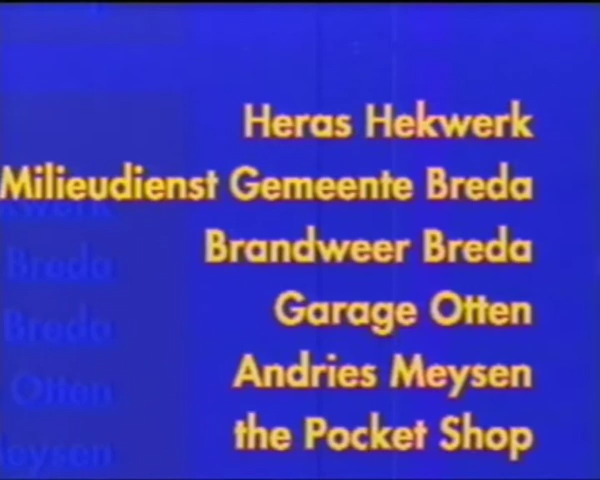 Heras Hekwerk
Milieudienst Gemeente Breda
Brandweer Breda
Garage Otten
Andries Meysen
the Pocket Shop